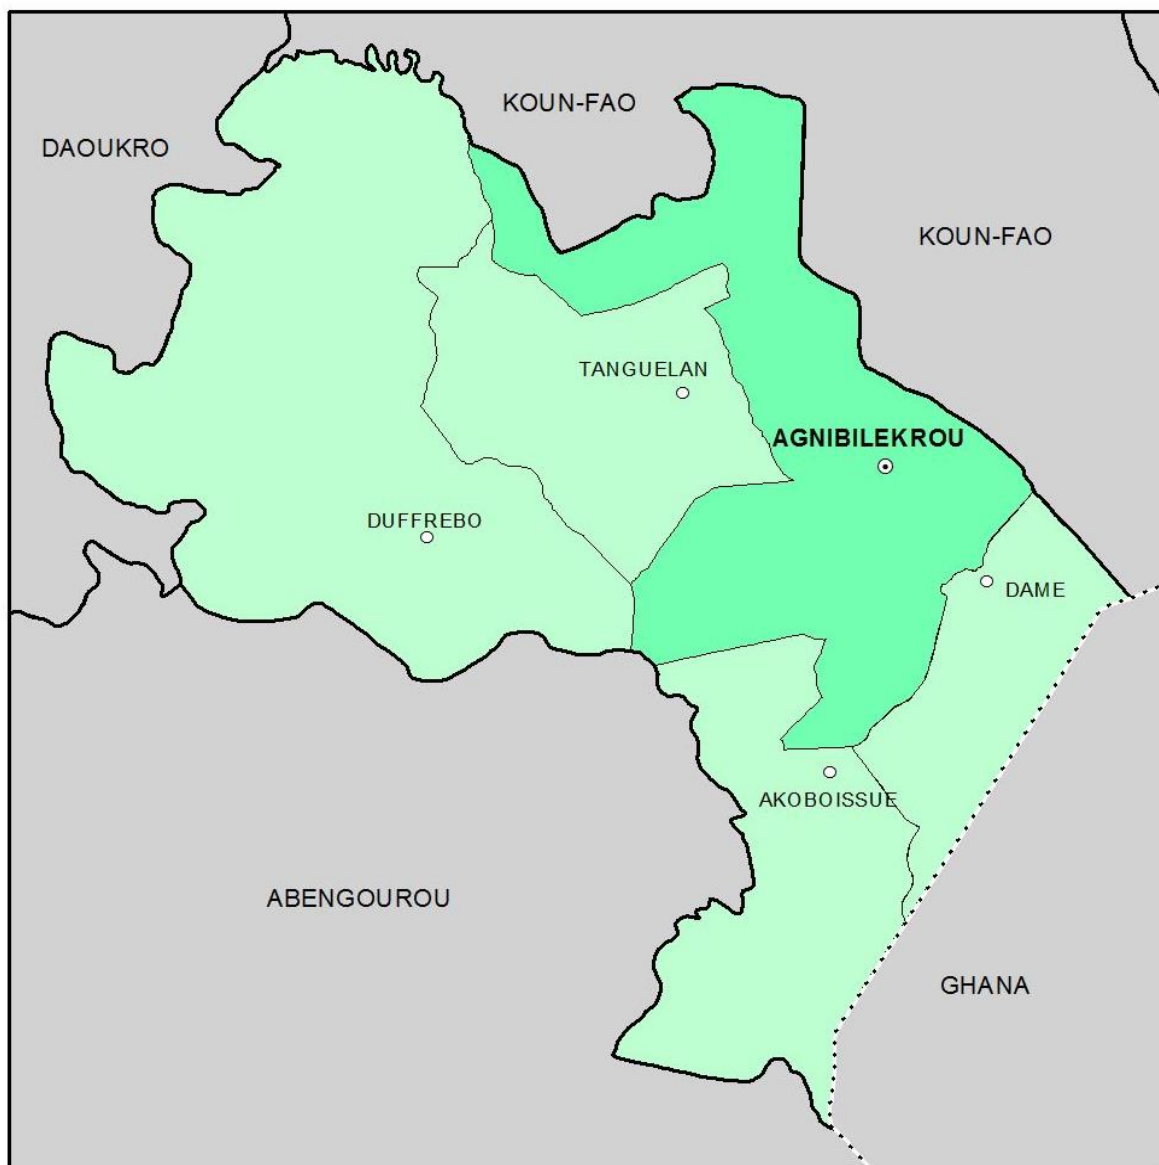 KOUN-FAO
DAOUKRO
KOUN-FAO
TANGUELAN
AGNIBILEKROU
DUFFREBO
DAME
AKOBOISSUE
ABENGOUROU
GHANA